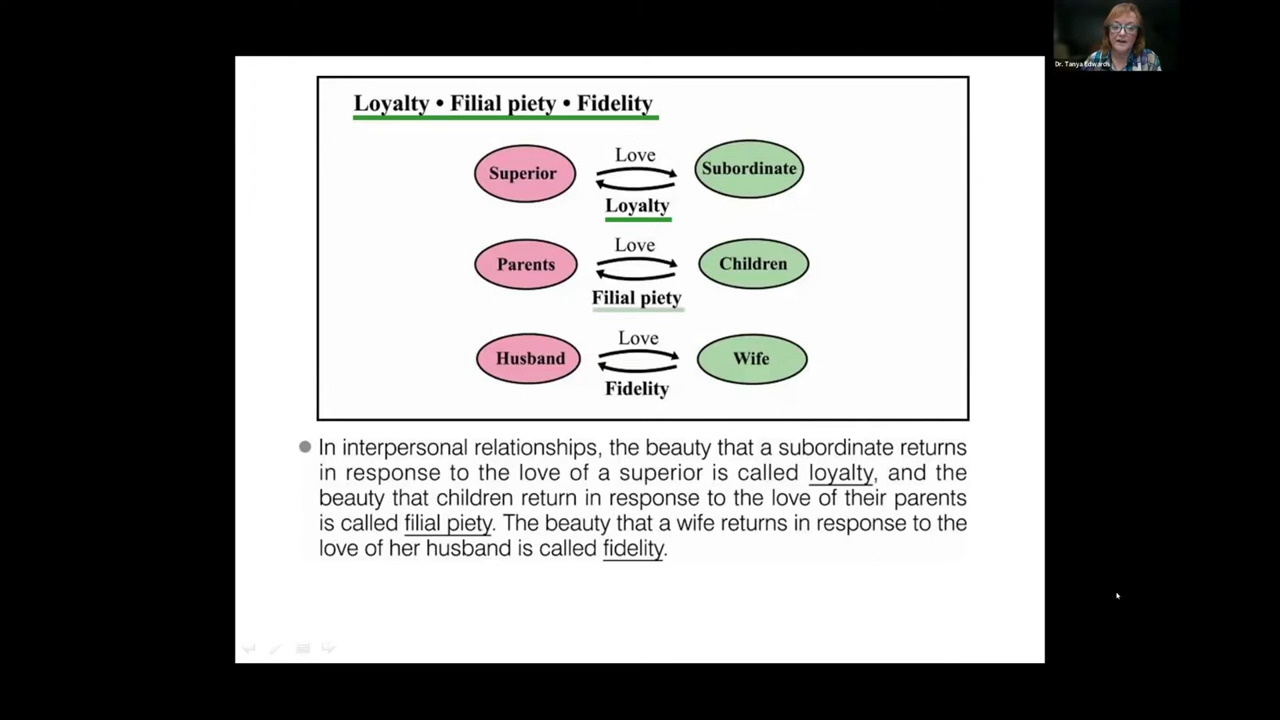 Dr. Tanya Edwards
Loyalty • Filial piety • Fidelity
Superior
Love
Subordinate
Loyalty
Parents
Love
Children
Filial piety
Husband
Love
Wife
Fidelity
In interpersonal relationships, the beauty that a subordinate returns
in response to the love of a superior is called loyalty, and the
beauty that children return in response to the love of their parents
is called filial piety. The beauty that a wife returns in response to the
love of her husband is called fidelity.